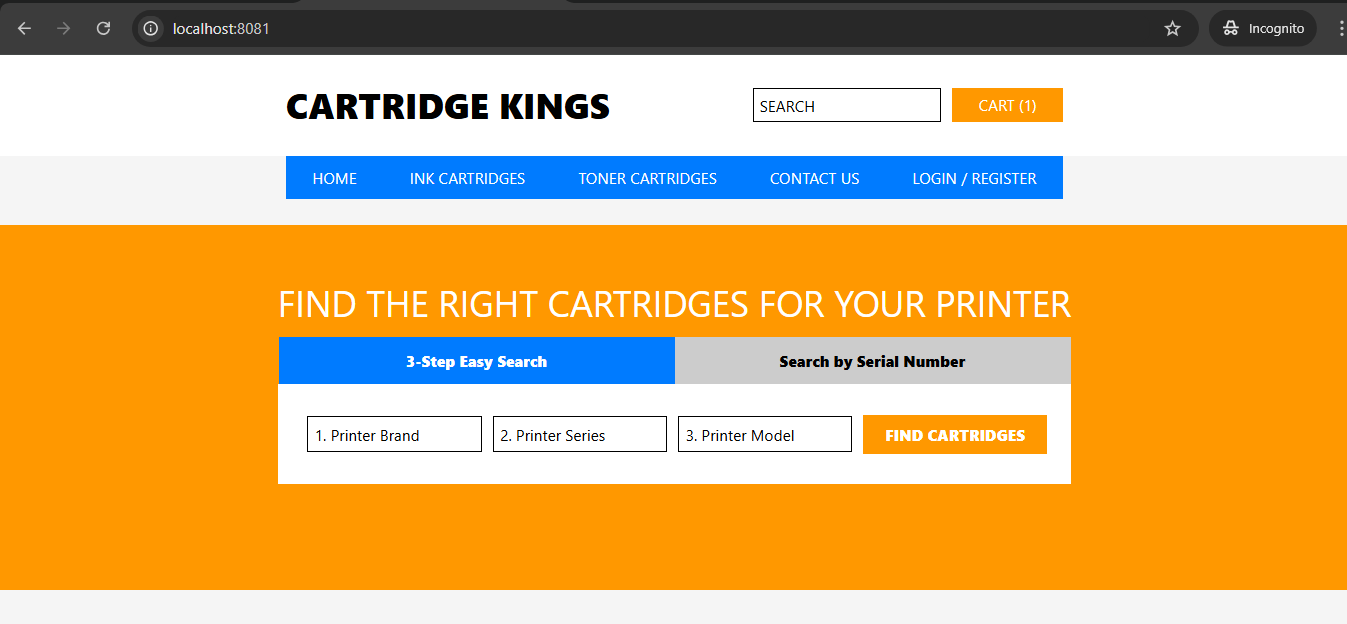 localhost:8081
Incognito
CARTRIDGE KINGS
SEARCH
CART (1)
HOME
INK CARTRIDGES
TONER CARTRIDGES
CONTACT US
LOGIN / REGISTER
FIND THE RIGHT CARTRIDGES FOR YOUR PRINTER
3-Step Easy Search
Search by Serial Number
1. Printer Brand
2. Printer Series
3. Printer Model
FIND CARTRIDGES